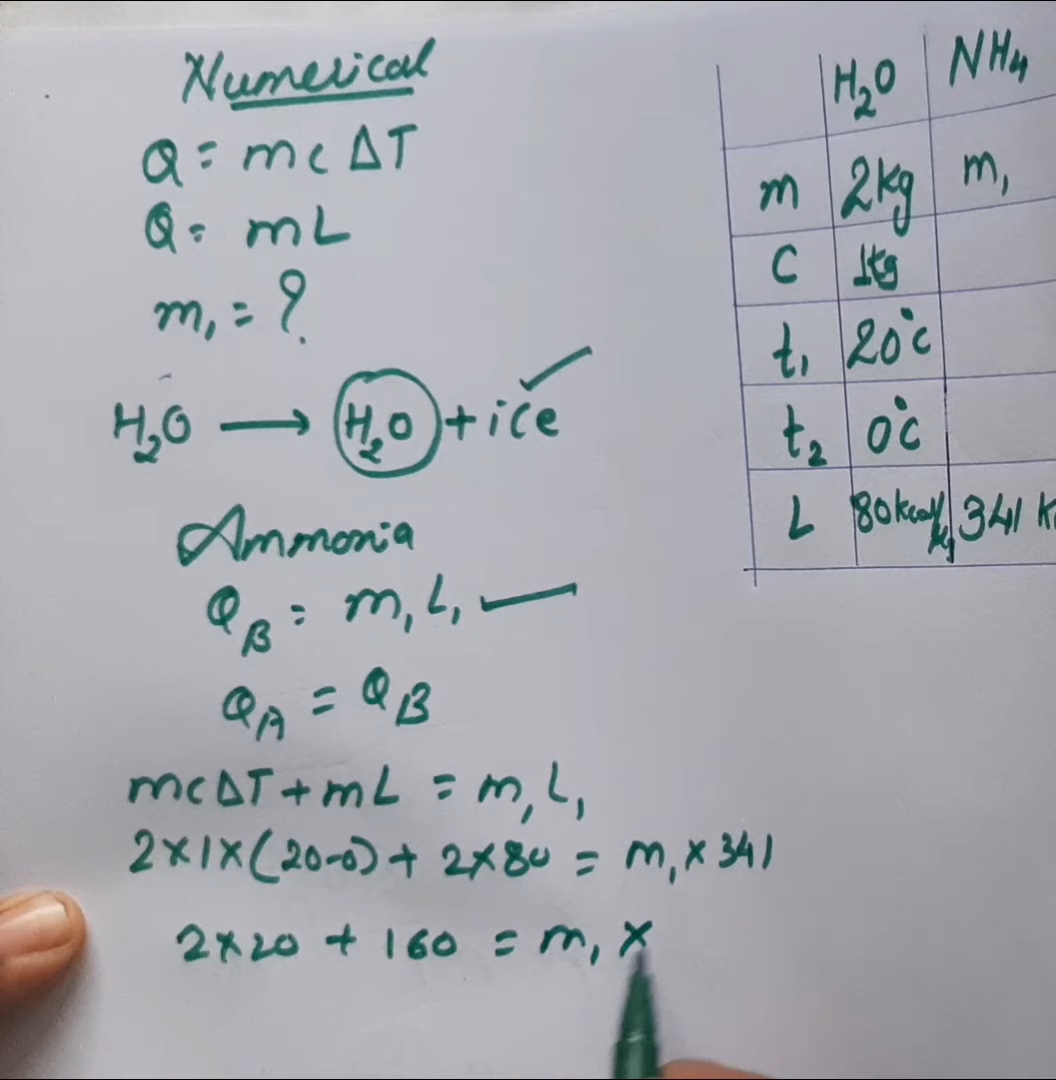 Numerical
Q = mcΔT
Q = mL
m₁ = ?
H₂O → H₂O + ice
Ammonia
Q_B = m₁L₁
Q_A = Q_B
mcΔT + mL = m₁L₁
2×1×(20-0) + 2×80 = m₁×341
2×20 + 160 = m₁×
H₂O NH₄
m 2kg m₁
C 1kg
t₁ 20°c
t₂ 0°c
L 80kcal/kg 341 K